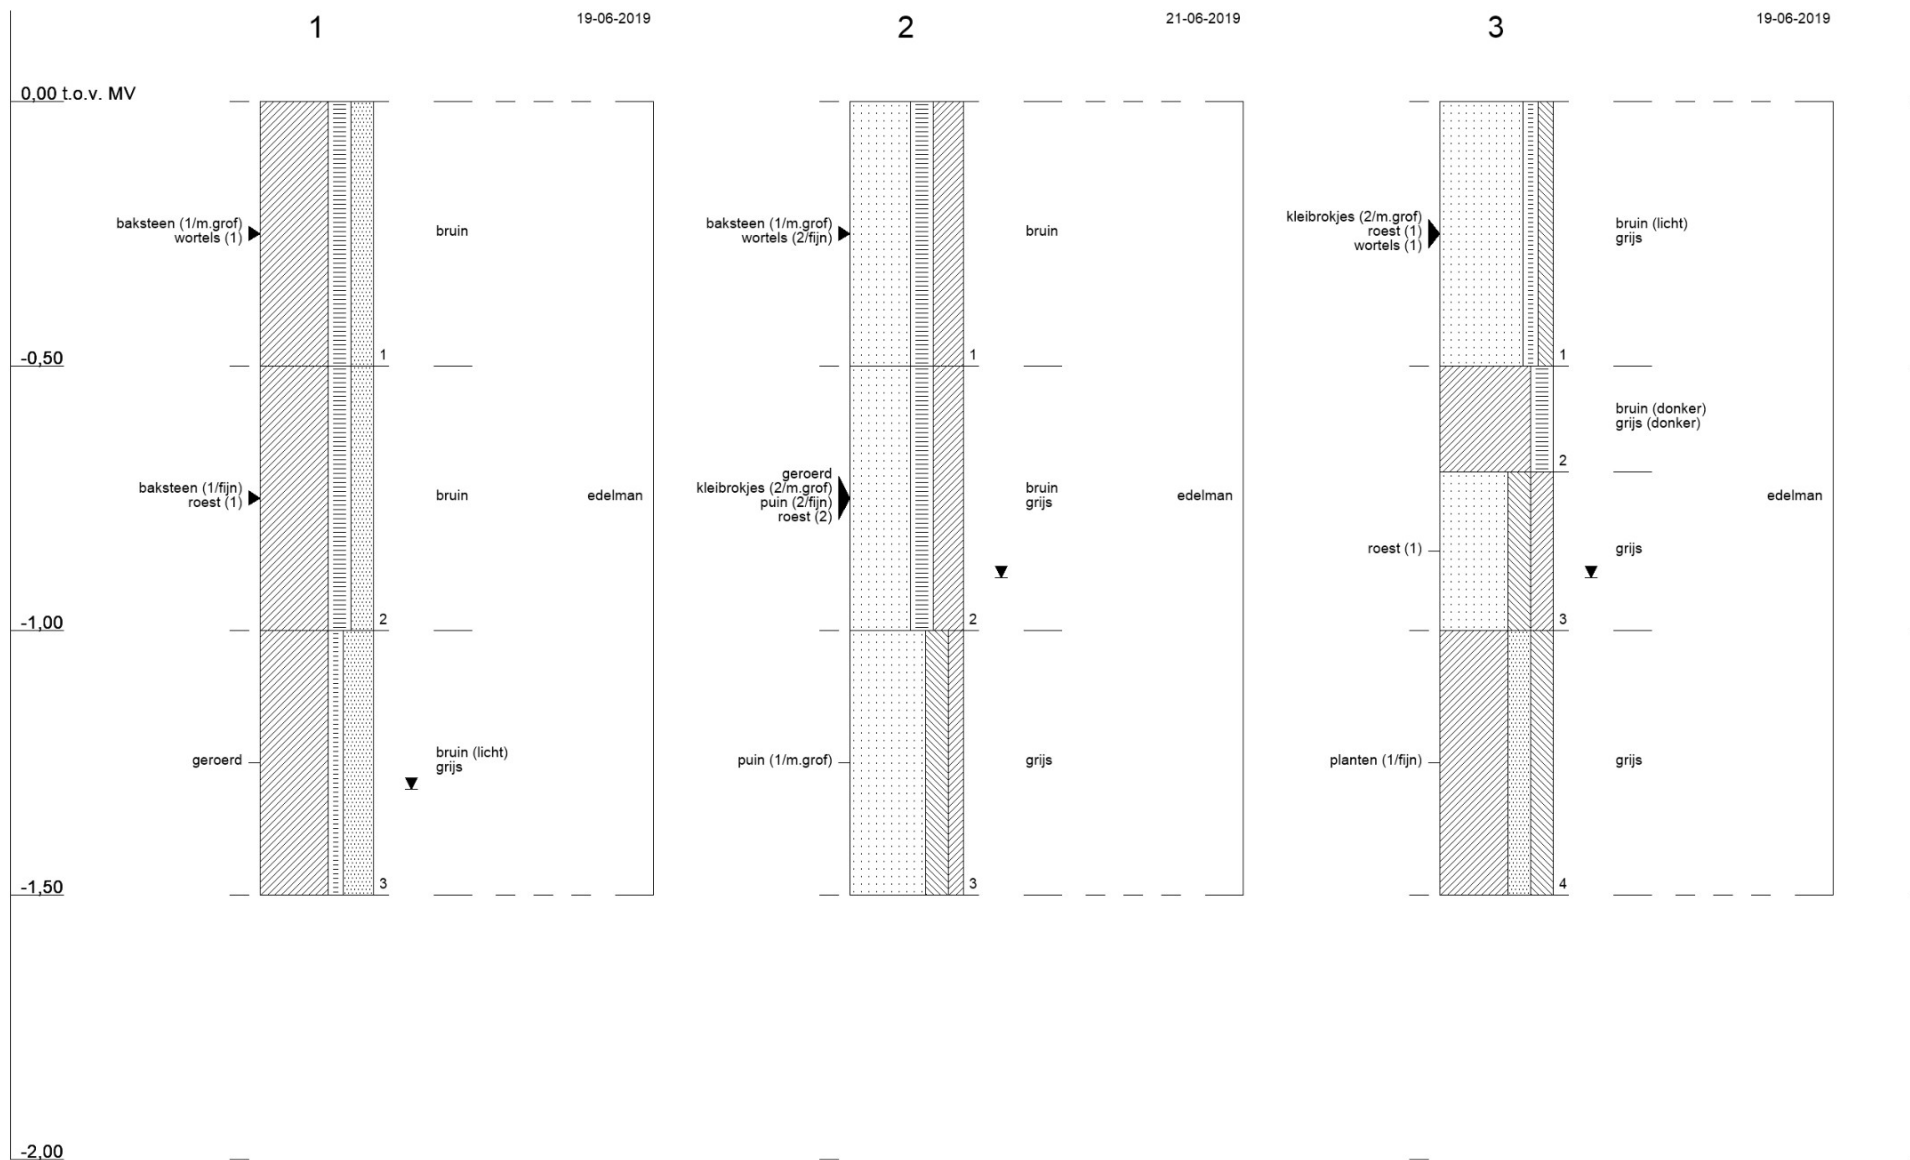 1
19-06-2019
2
21-06-2019
3
19-06-2019
0,00 t.o.v. MV
baksteen (1/m.grof)
wortels (1)
bruin
1
baksteen (1/fijn)
roest (1)
bruin
edelman
2
geroerd
bruin (licht)
grijs
3
baksteen (1/m.grof)
wortels (2/fijn)
bruin
1
geroerd
kleibrokjes (2/m.grof)
puin (2/fijn)
roest (2)
bruin
grijs
edelman
2
puin (1/m.grof)
grijs
3
kleibrokjes (2/m.grof)
roest (1)
wortels (1)
bruin (licht)
grijs
1
bruin (donker)
grijs (donker)
2
edelman
roest (1)
grijs
3
planten (1/fijn)
grijs
4
-0,50
-1,00
-1,50
-2,00